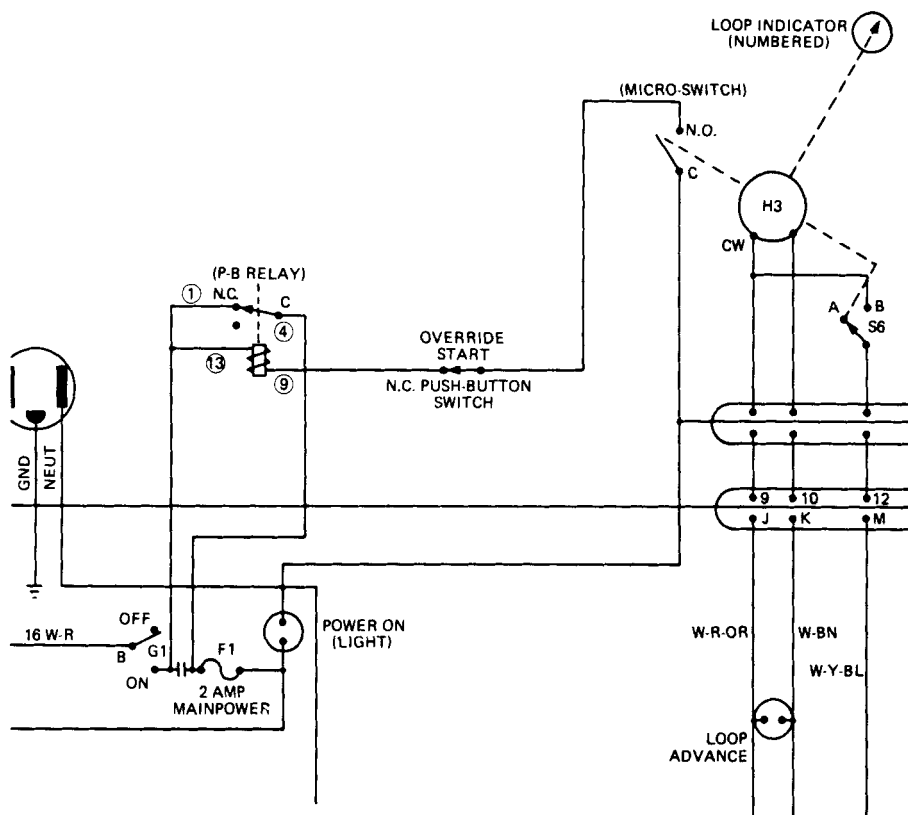 LOOP INDICATOR
(NUMBERED)
(MICRO-SWITCH)
N.O.
C
H3
CW
(P-B RELAY)
1
N.C.
C
4
13
9
OVERRIDE
START
N.C. PUSH-BUTTON
SWITCH
A
B
S6
GND
NEUT
9
10
12
J
K
M
OFF
16 W-R
B
G1
F1
ON
2 AMP
MAINPOWER
POWER ON
(LIGHT)
W-R-OR
W-BN
W-Y-BL
LOOP
ADVANCE